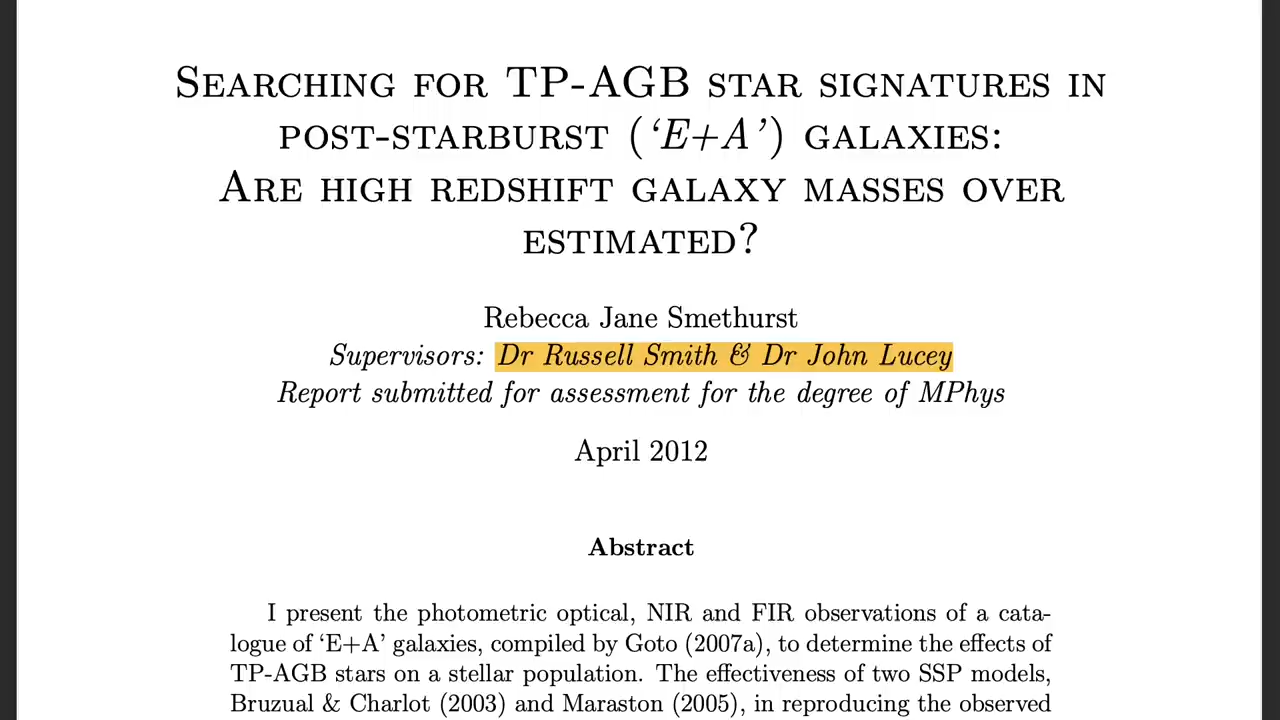 Searching for TP-AGB star signatures in
post-starburst (‘E+A’) galaxies:
Are high redshift galaxy masses over
estimated?
Rebecca Jane Smethurst
Supervisors: Dr Russell Smith & Dr John Lucey
Report submitted for assessment for the degree of MPhys
April 2012
Abstract
I present the photometric optical, NIR and FIR observations of a cata-
logue of ‘E+A’ galaxies, compiled by Goto (2007a), to determine the effects of
TP-AGB stars on a stellar population. The effectiveness of two SSP models,
Bruzual & Charlot (2003) and Maraston (2005), in reproducing the observed